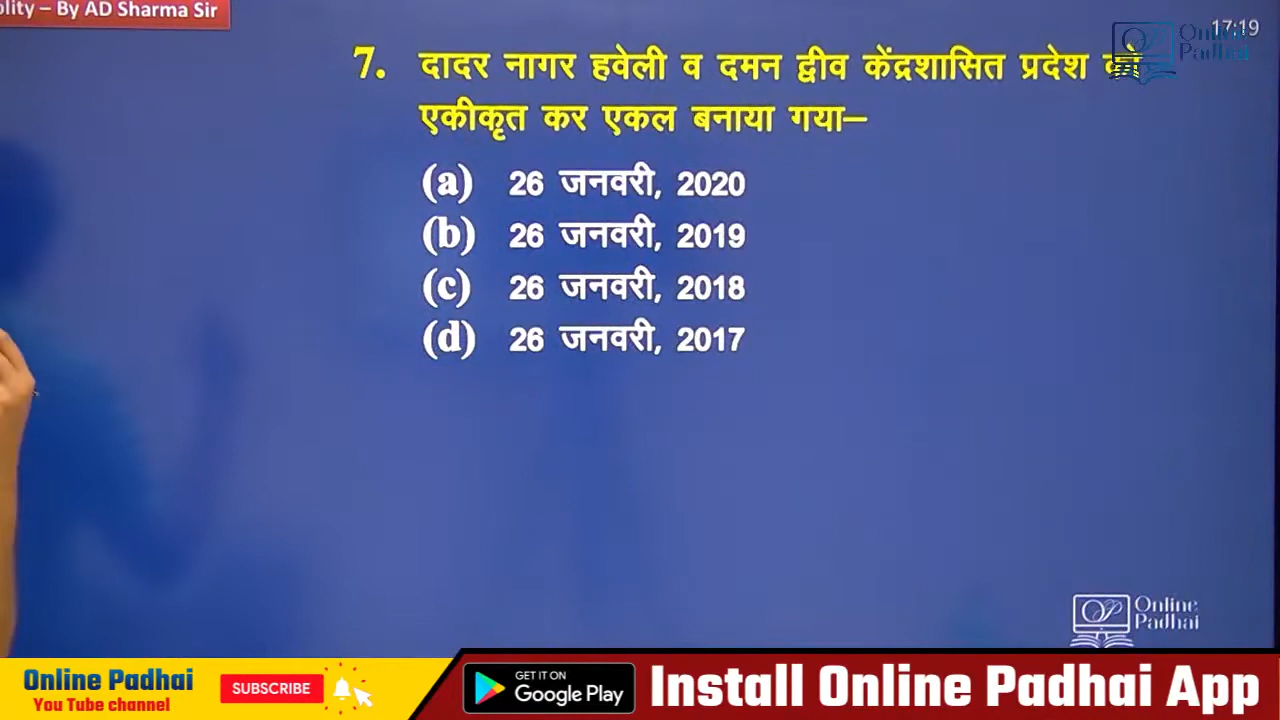 olity – By AD Sharma Sir
17:19
Online
Padhai
7. दादर नागर हवेली व दमन द्वीव केंद्रशासित प्रदेश को
एकीकृत कर एकल बनाया गया–
(a) 26 जनवरी, 2020
(b) 26 जनवरी, 2019
(c) 26 जनवरी, 2018
(d) 26 जनवरी, 2017
Online
Padhai
Online Padhai
You Tube channel
SUBSCRIBE
GET IT ON
Google Play
Install Online Padhai App